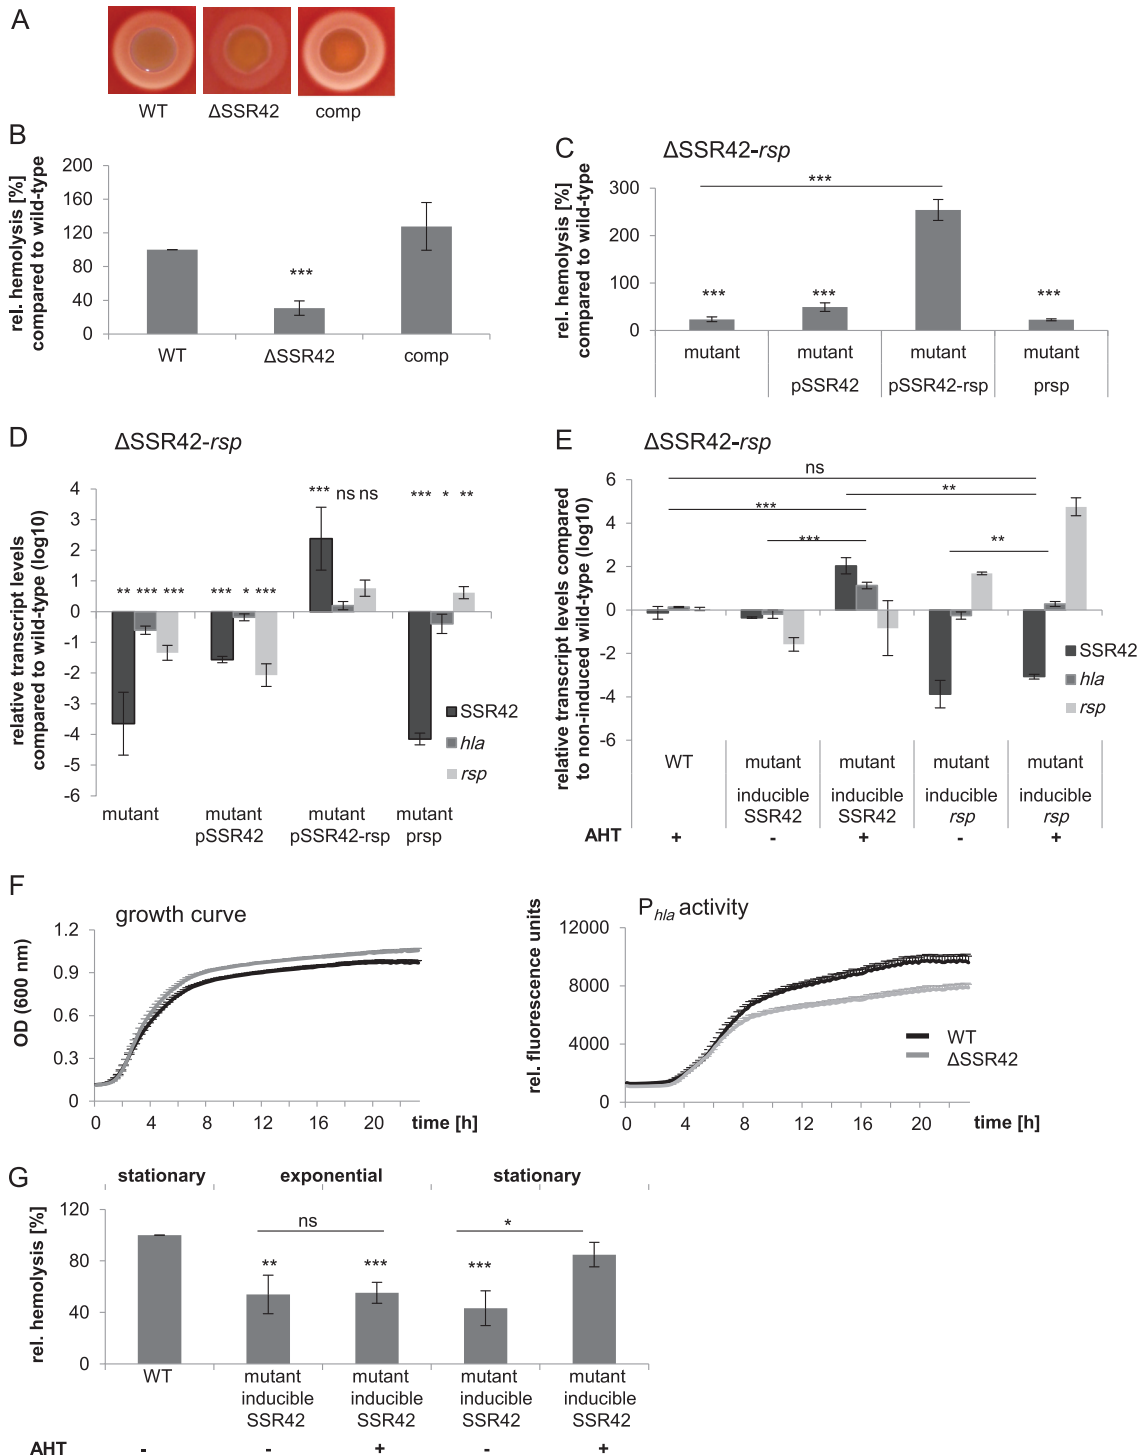 A
WT ΔSSR42 comp
B
rel. hemolysis [%]
compared to wild-type
200
160
120
80
40
0
***
WT ΔSSR42 comp
C ΔSSR42-rsp
rel. hemolysis [%]
compared to wild-type
300
200
100
0
***
*** *** ***
mutant mutant mutant mutant
pSSR42 pSSR42-rsp prsp
D ΔSSR42-rsp
relative transcript levels
compared to wild-type (log10)
4
3
2
1
0
-1
-2
-3
-4
-5
-6
** *** *** *** * *** *** ns ns *** * **
SSR42
hla
rsp
mutant mutant mutant mutant
pSSR42 pSSR42-rsp prsp
E ΔSSR42-rsp
relative transcript levels compared
to non-induced wild-type (log10)
6
4
2
0
-2
-4
-6
ns
**
***
*** **
SSR42
hla
rsp
WT mutant mutant mutant mutant
inducible inducible inducible inducible
SSR42 SSR42 rsp rsp
AHT + - + - +
F
growth curve
OD (600 nm)
1.2
0.9
0.6
0.3
0
0 4 8 12 16 20 time [h]
Phla activity
rel. fluorescence units
12000
8000
4000
0
WT
ΔSSR42
0 4 8 12 16 20 time [h]
G
stationary exponential stationary
rel. hemolysis [%]
120
80
40
0
ns *
** *** ***
WT mutant mutant mutant mutant
inducible inducible inducible inducible
SSR42 SSR42 SSR42 SSR42
AHT - - + - +